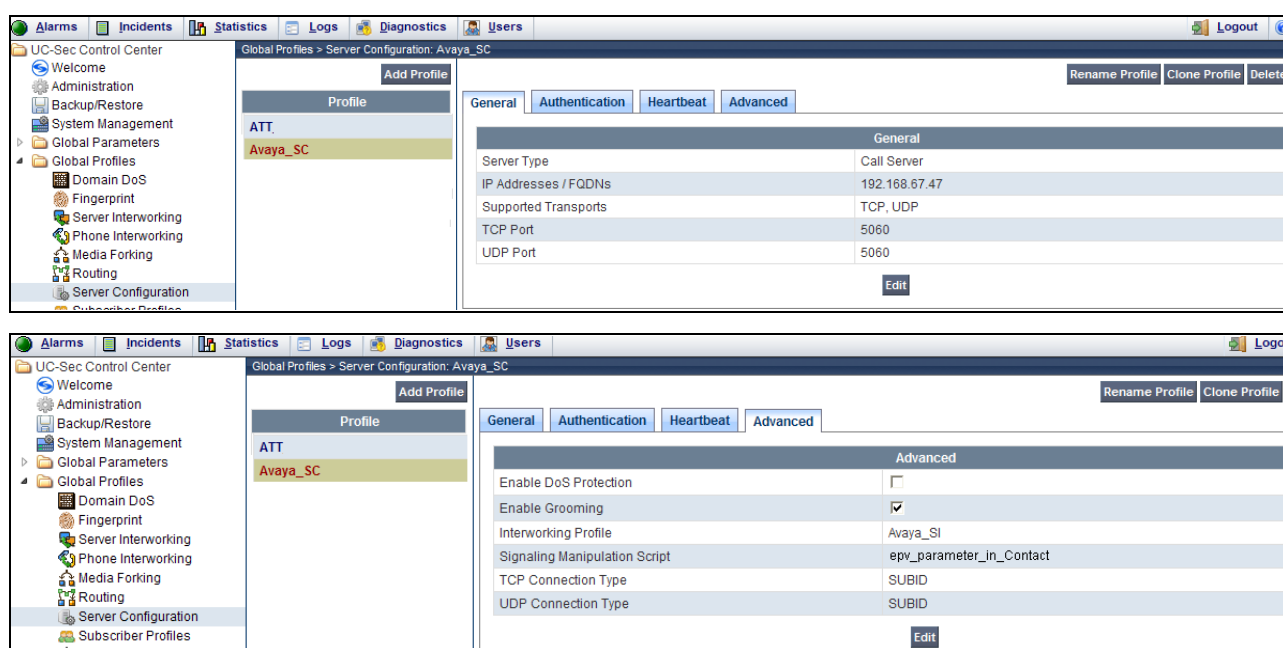 Alarms Incidents Statistics Logs Diagnostics Users Logout
UC-Sec Control Center
Welcome
Administration
Backup/Restore
System Management
Global Parameters
Global Profiles
Domain DoS
Fingerprint
Server Interworking
Phone Interworking
Media Forking
Routing
Server Configuration
Subscriber Profiles
Global Profiles > Server Configuration: Avaya_SC
Add Profile
Profile
ATT
Avaya_SC
Rename Profile Clone Profile Delete
General Authentication Heartbeat Advanced
General
Server Type Call Server
IP Addresses / FQDNs 192.168.67.47
Supported Transports TCP, UDP
TCP Port 5060
UDP Port 5060
Edit
Alarms Incidents Statistics Logs Diagnostics Users Logo
UC-Sec Control Center
Welcome
Administration
Backup/Restore
System Management
Global Parameters
Global Profiles
Domain DoS
Fingerprint
Server Interworking
Phone Interworking
Media Forking
Routing
Server Configuration
Subscriber Profiles
Global Profiles > Server Configuration: Avaya_SC
Add Profile
Profile
ATT
Avaya_SC
Rename Profile Clone Profile
General Authentication Heartbeat Advanced
Advanced
Enable DoS Protection
Enable Grooming
Interworking Profile Avaya_SI
Signaling Manipulation Script epv_parameter_in_Contact
TCP Connection Type SUBID
UDP Connection Type SUBID
Edit